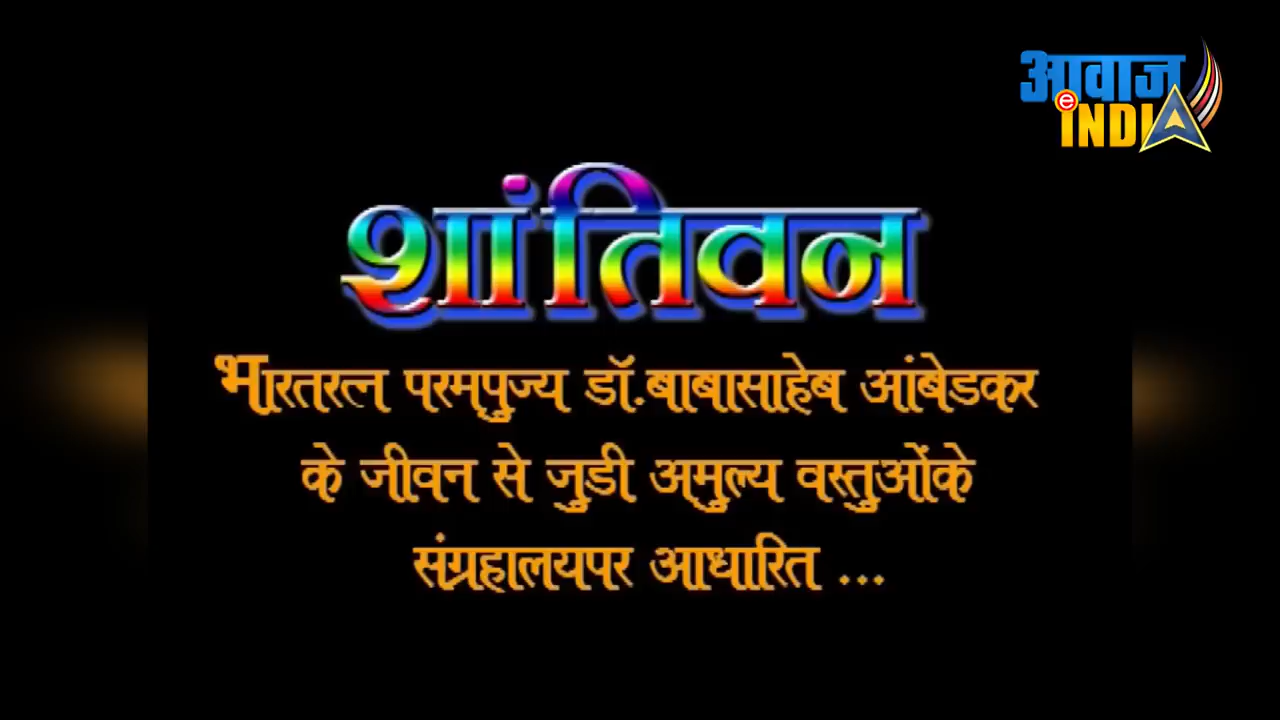 आवाज
e INDIA
शांतिवन
भारतरत्न परमपुज्य डॉ.बाबासाहेब आंबेडकर
के जीवन से जुडी अमुल्य वस्तुओंके
संग्रहालयपर आधारित ...